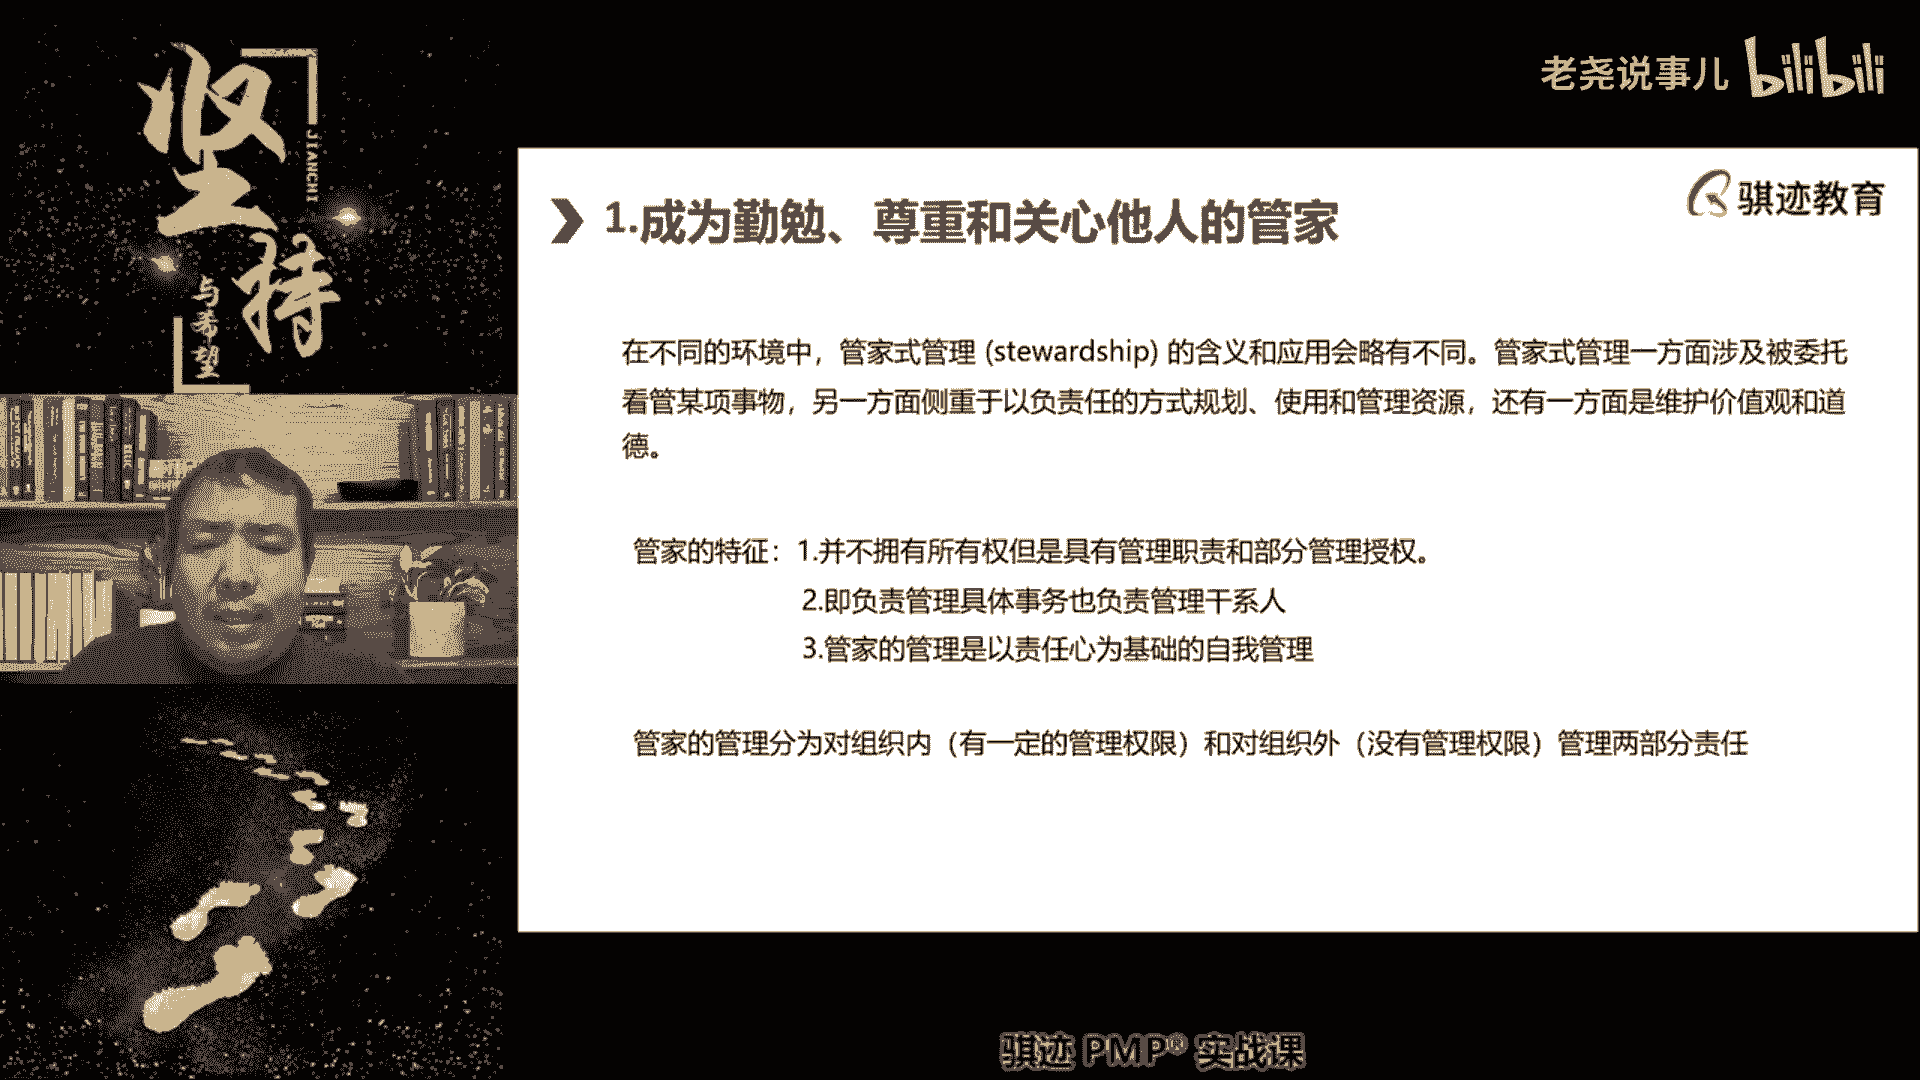 坚持
JIANCHI
与希望
老尧说事儿 bilibili
骐迹教育
1.成为勤勉、尊重和关心他人的管家
在不同的环境中，管家式管理 (stewardship) 的含义和应用会略有不同。管家式管理一方面涉及被委托
看管某项事物，另一方面侧重于以负责任的方式规划、使用和管理资源，还有一方面是维护价值观和道
德。
管家的特征：1.并不拥有所有权但是具有管理职责和部分管理授权。
2.即负责管理具体事务也负责管理干系人
3.管家的管理是以责任心为基础的自我管理
管家的管理分为对组织内（有一定的管理权限）和对组织外（没有管理权限）管理两部分责任
骐迹 PMP® 实战课